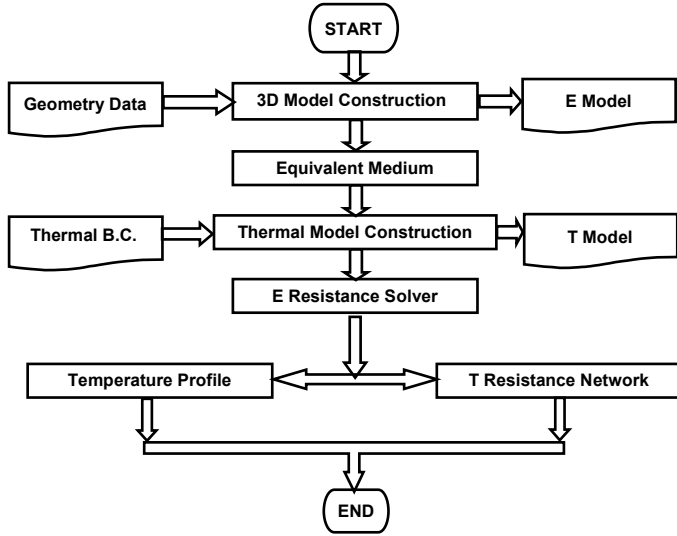 START
Geometry Data
3D Model Construction
E Model
Equivalent Medium
Thermal B.C.
Thermal Model Construction
T Model
E Resistance Solver
Temperature Profile
T Resistance Network
END